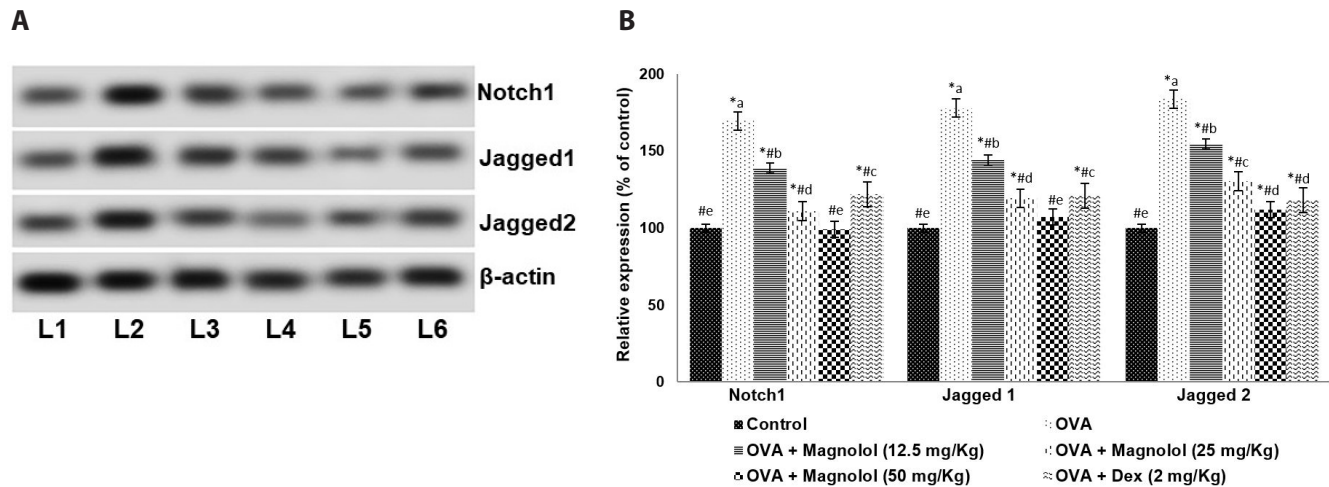 A
Notch1
Jagged1
Jagged2
β-actin
L1 L2 L3 L4 L5 L6
B
Relative expression (% of control)
200
150
100
50
0
#e *a *#b *#d #e *#c
#e *a *#b *#d #e *#c
#e *a *#b *#c *#d *#d
Notch1 Jagged 1 Jagged 2
Control OVA
OVA + Magnolol (12.5 mg/Kg) OVA + Magnolol (25 mg/Kg)
OVA + Magnolol (50 mg/Kg) OVA + Dex (2 mg/Kg)